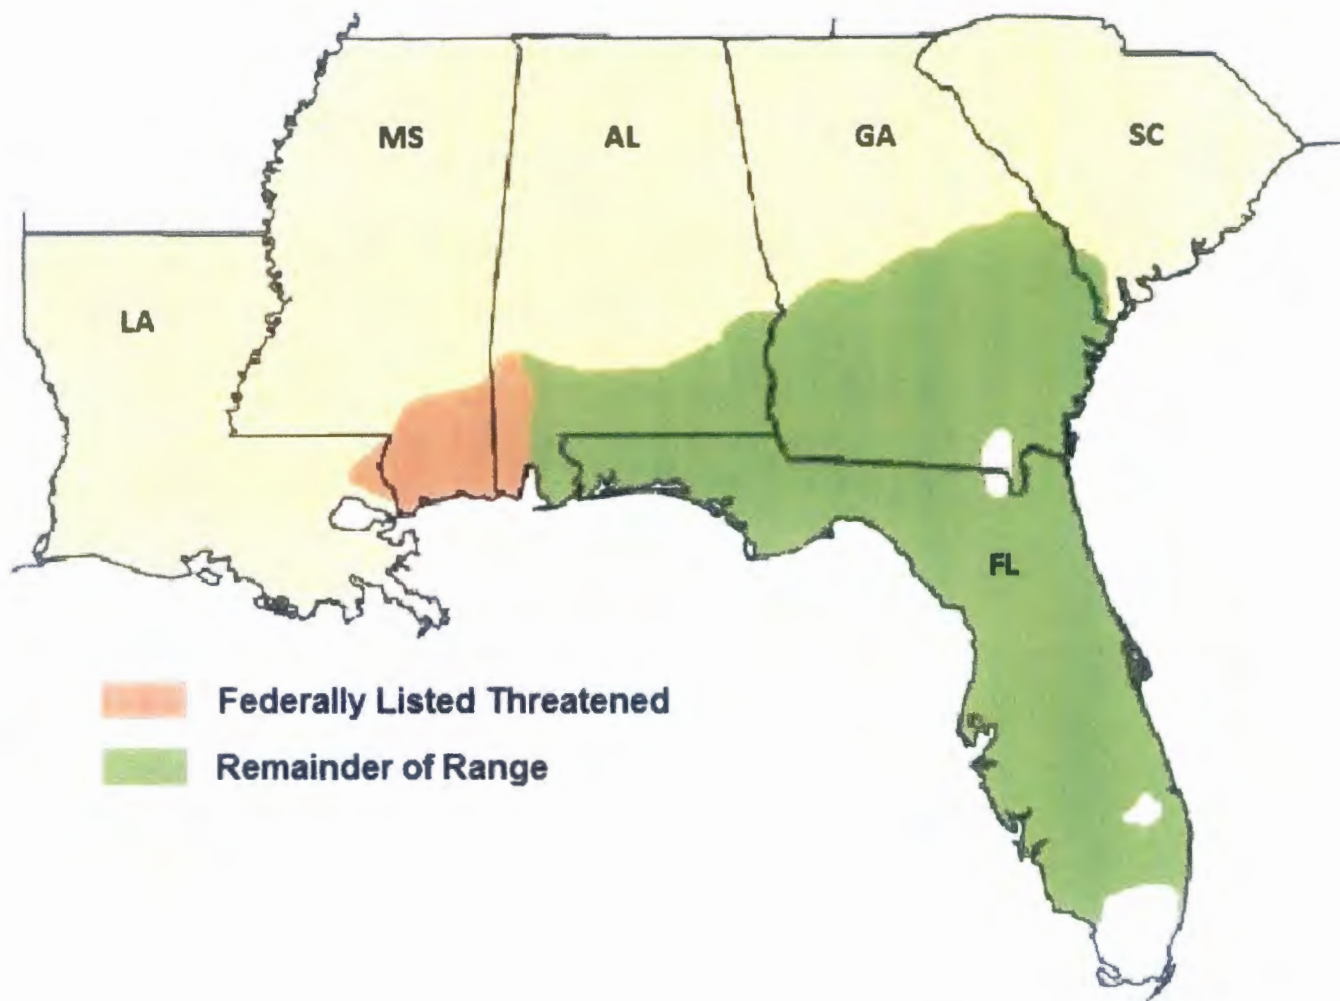 MS
AL
GA
SC
LA
FL
Federally Listed Threatened
Remainder of Range